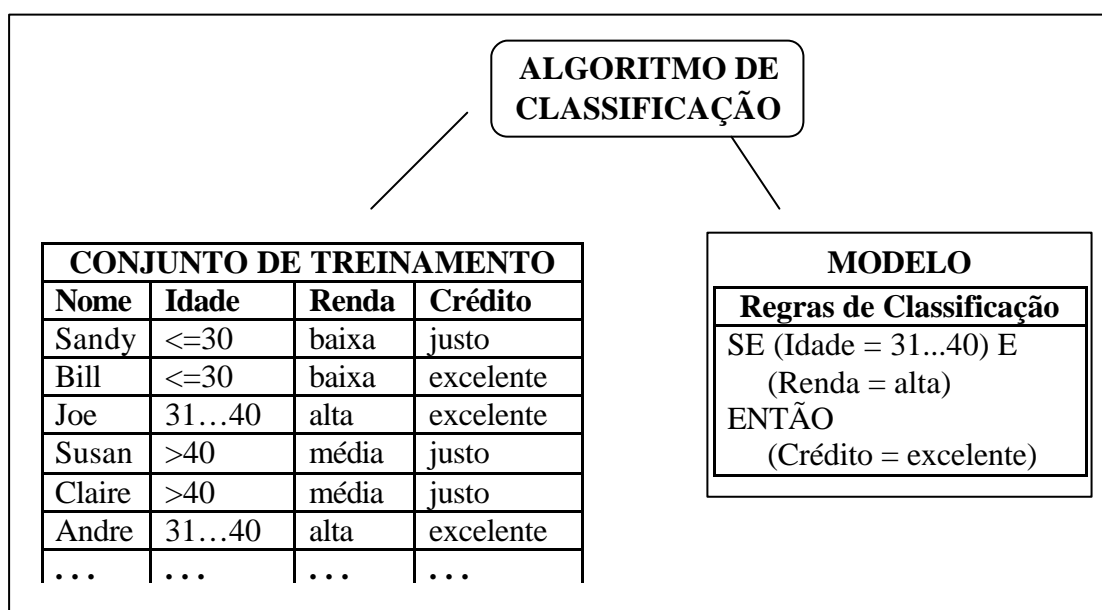 ALGORITMO DE
CLASSIFICAÇÃO
CONJUNTO DE TREINAMENTO
Nome Idade Renda Crédito
Sandy <=30 baixa justo
Bill <=30 baixa excelente
Joe 31…40 alta excelente
Susan >40 média justo
Claire >40 média justo
Andre 31…40 alta excelente
... ... ... ...
MODELO
Regras de Classificação
SE (Idade = 31...40) E
(Renda = alta)
ENTÃO
(Crédito = excelente)